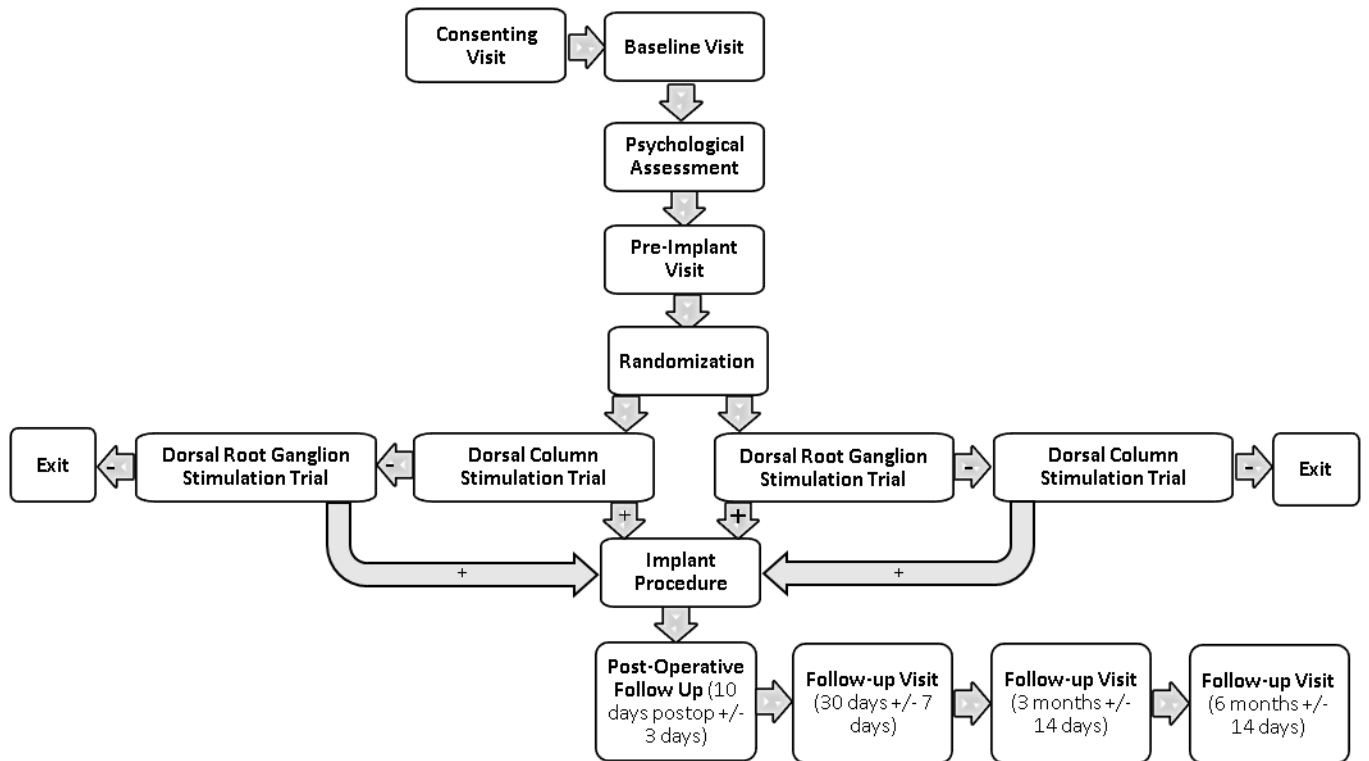 Consenting
Visit
Baseline Visit
Psychological
Assessment
Pre-Implant
Visit
Randomization
Exit
-
Dorsal Root Ganglion
Stimulation Trial
-
Dorsal Column
Stimulation Trial
Dorsal Root Ganglion
Stimulation Trial
-
Dorsal Column
Stimulation Trial
-
Exit
+
+
+
Implant
Procedure
+
Post-Operative
Follow Up (10
days postop +/-
3 days)
Follow-up Visit
(30 days +/- 7
days)
Follow-up Visit
(3 months +/-
14 days)
Follow-up Visit
(6 months +/-
14 days)